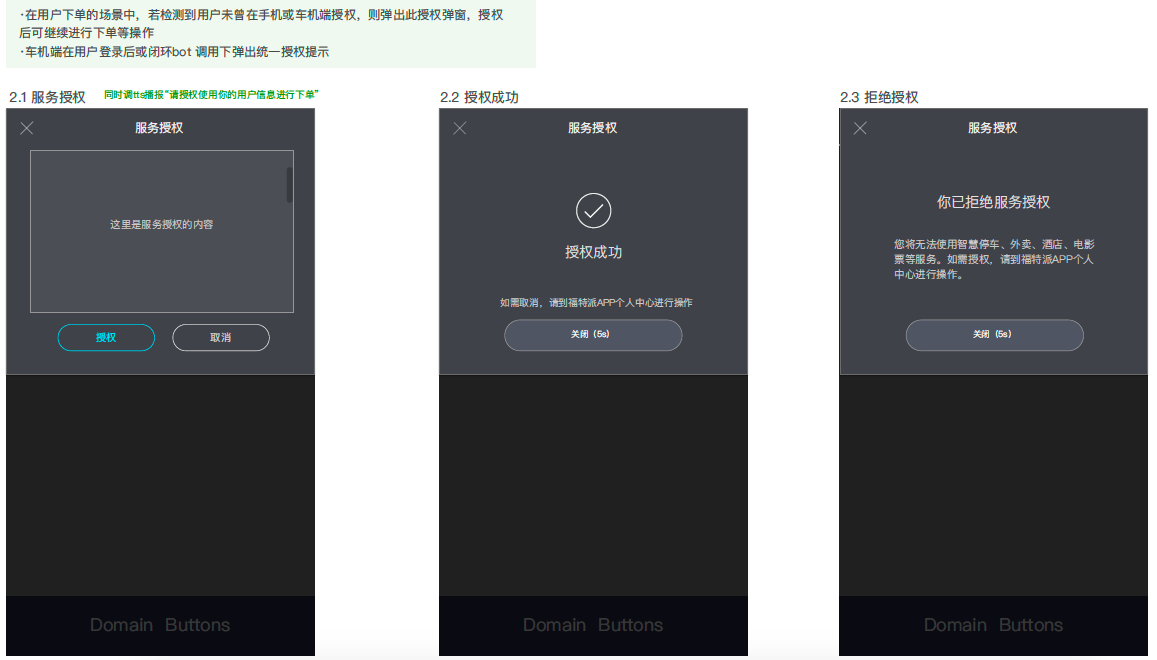 ·在用户下单的场景中，若检测到用户未曾在手机或车机端授权，则弹出此授权弹窗，授权
后可继续进行下单等操作
·车机端在用户登录后或闭环bot 调用下弹出统一授权提示
2.1 服务授权
同时调tts播报“请授权使用你的用户信息进行下单”
服务授权
这里是服务授权的内容
授权
取消
Domain Buttons
2.2 授权成功
服务授权
授权成功
如需取消，请到福特派APP个人中心进行操作
关闭（5s）
Domain Buttons
2.3 拒绝授权
服务授权
你已拒绝服务授权
您将无法使用智慧停车、外卖、酒店、电影
票等服务。如需授权，请到福特派APP个人
中心进行操作。
关闭（5s）
Domain Buttons